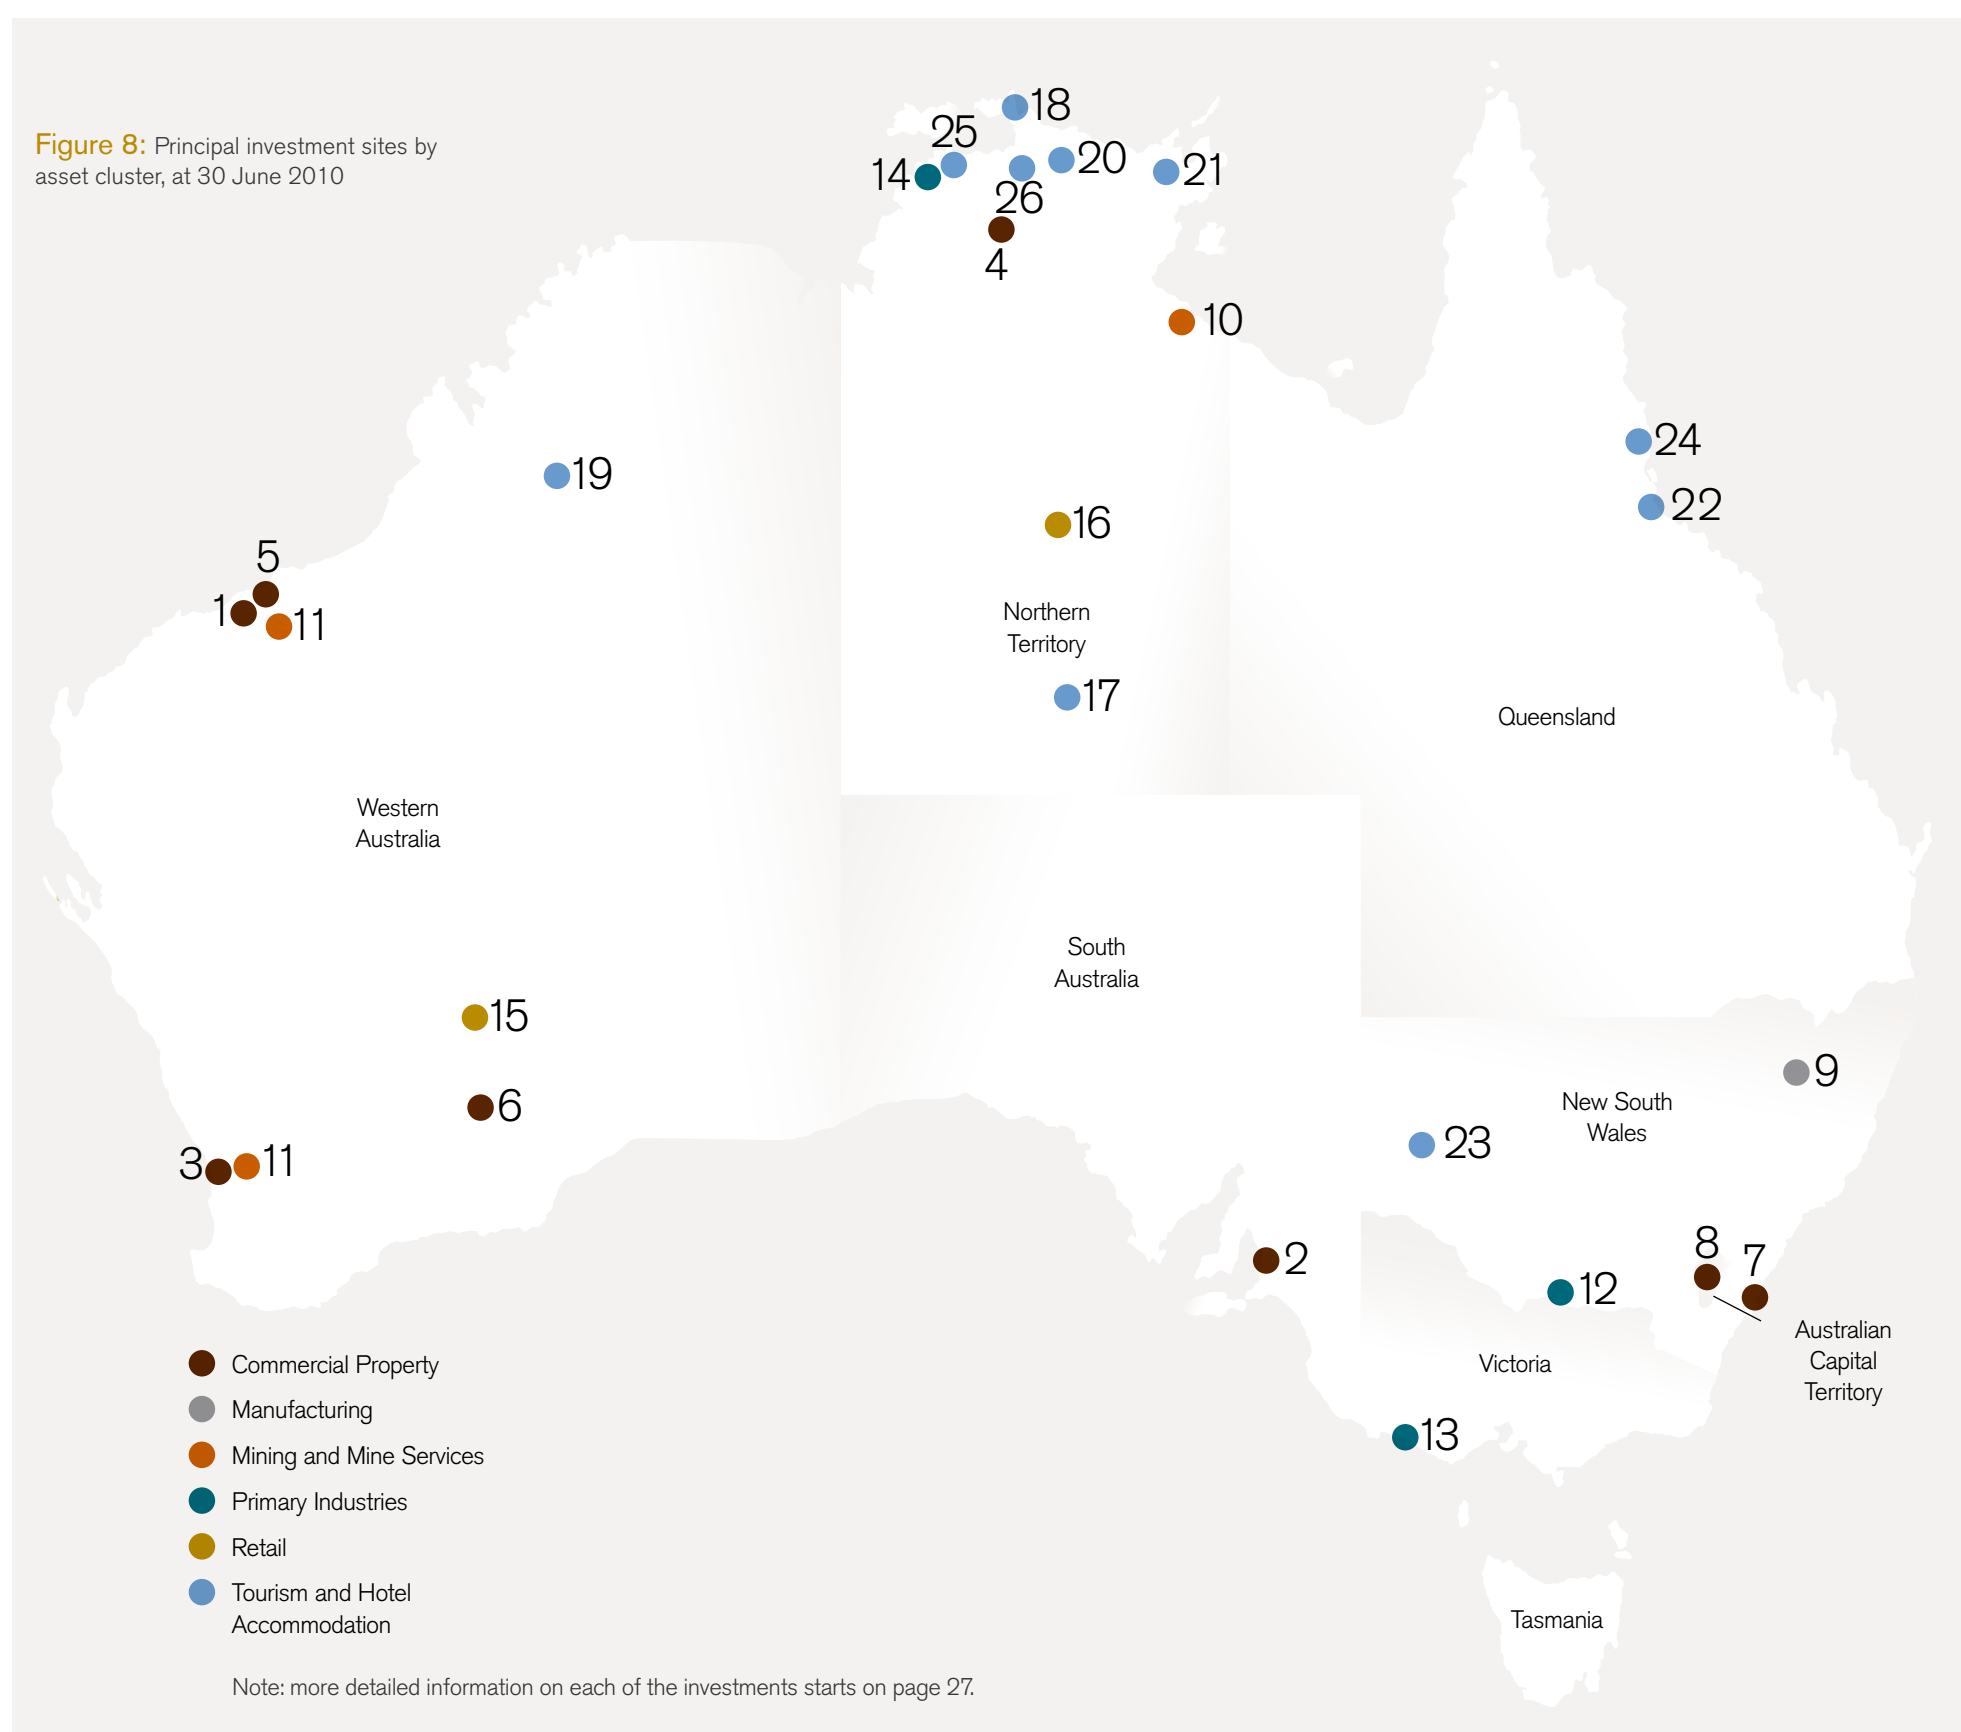 Figure 8: Principal investment sites by
asset cluster, at 30 June 2010
18
25
14
20
21
26
4
10
24
19
22
16
5
1
11
Northern
Territory
17
Queensland
Western
Australia
South
Australia
15
9
6
New South
Wales
23
3
11
8
7
2
12
Australian
Capital
Territory
Victoria
13
Commercial Property
Manufacturing
Mining and Mine Services
Primary Industries
Retail
Tourism and Hotel
Accommodation
Tasmania
Note: more detailed information on each of the investments starts on page 27.